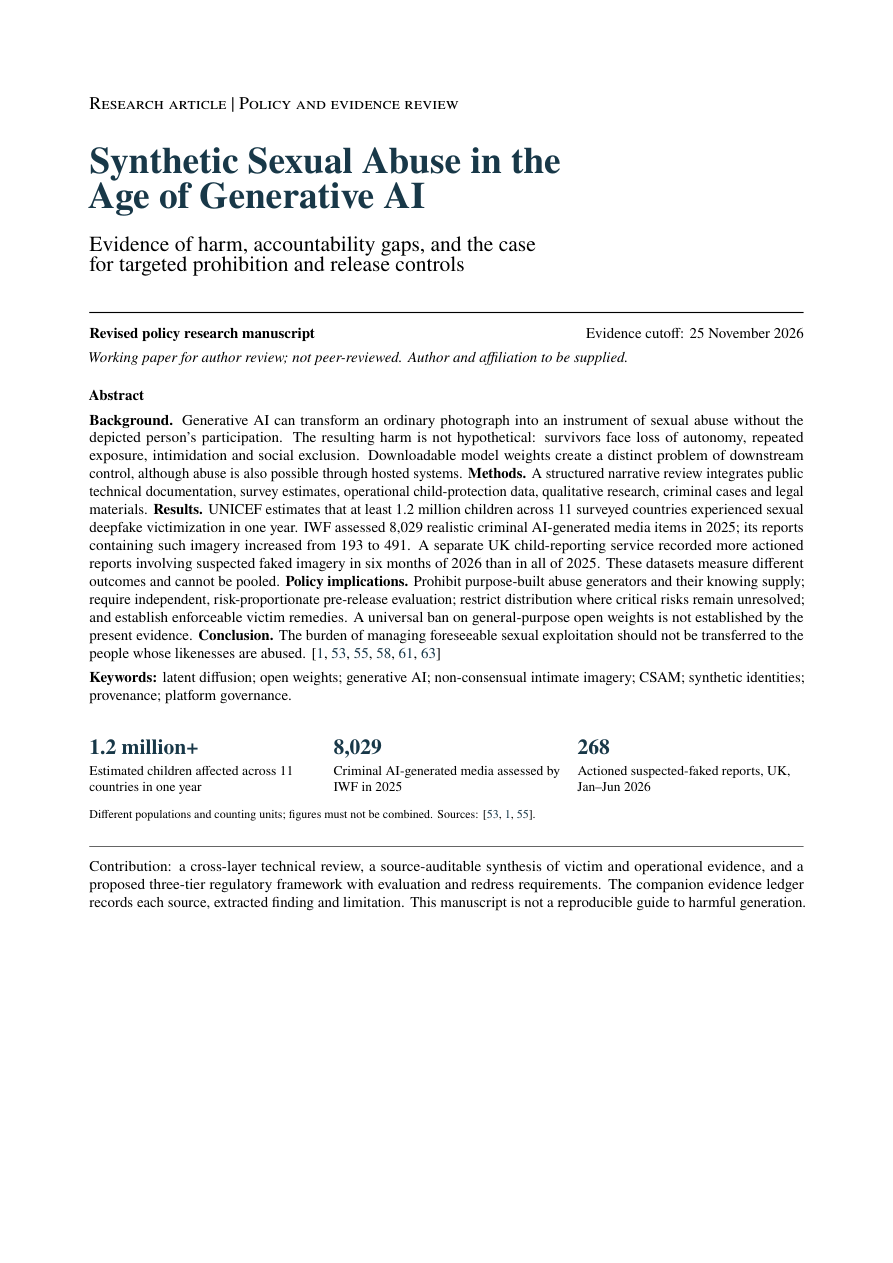 RESEARCH ARTICLE | POLICY AND EVIDENCE REVIEW
Synthetic Sexual Abuse in the
Age of Generative AI
Evidence of harm, accountability gaps, and the case
for targeted prohibition and release controls
Revised policy research manuscript Evidence cutoff: 25 November 2026
Working paper for author review; not peer-reviewed. Author and affiliation to be supplied.
Abstract
Background. Generative AI can transform an ordinary photograph into an instrument of sexual abuse without the
depicted person's participation. The resulting harm is not hypothetical: survivors face loss of autonomy, repeated
exposure, intimidation and social exclusion. Downloadable model weights create a distinct problem of downstream
control, although abuse is also possible through hosted systems. Methods. A structured narrative review integrates public
technical documentation, survey estimates, operational child-protection data, qualitative research, criminal cases and legal
materials. Results. UNICEF estimates that at least 1.2 million children across 11 surveyed countries experienced sexual
deepfake victimization in one year. IWF assessed 8,029 realistic criminal AI-generated media items in 2025; its reports
containing such imagery increased from 193 to 491. A separate UK child-reporting service recorded more actioned
reports involving suspected faked imagery in six months of 2026 than in all of 2025. These datasets measure different
outcomes and cannot be pooled. Policy implications. Prohibit purpose-built abuse generators and their knowing supply;
require independent, risk-proportionate pre-release evaluation; restrict distribution where critical risks remain unresolved;
and establish enforceable victim remedies. A universal ban on general-purpose open weights is not established by the
present evidence. Conclusion. The burden of managing foreseeable sexual exploitation should not be transferred to the
people whose likenesses are abused. [1, 53, 55, 58, 61, 63]
Keywords: latent diffusion; open weights; generative AI; non-consensual intimate imagery; CSAM; synthetic identities;
provenance; platform governance.
1.2 million+
Estimated children affected across 11
countries in one year
8,029
Criminal AI-generated media assessed by
IWF in 2025
268
Actioned suspected-faked reports, UK,
Jan–Jun 2026
Different populations and counting units; figures must not be combined. Sources: [53, 1, 55].
Contribution: a cross-layer technical review, a source-auditable synthesis of victim and operational evidence, and a
proposed three-tier regulatory framework with evaluation and redress requirements. The companion evidence ledger
records each source, extracted finding and limitation. This manuscript is not a reproducible guide to harmful generation.